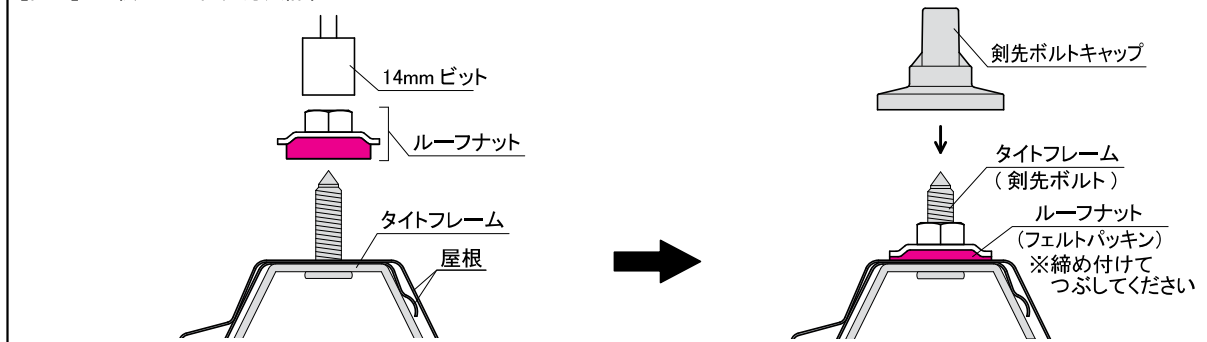 14mm ビット
ルーフナット
タイトフレーム
屋根
剣先ボルトキャップ
タイトフレーム
(剣先ボルト)
ルーフナット
(フェルトパッキン)
※締め付けて
つぶしてください